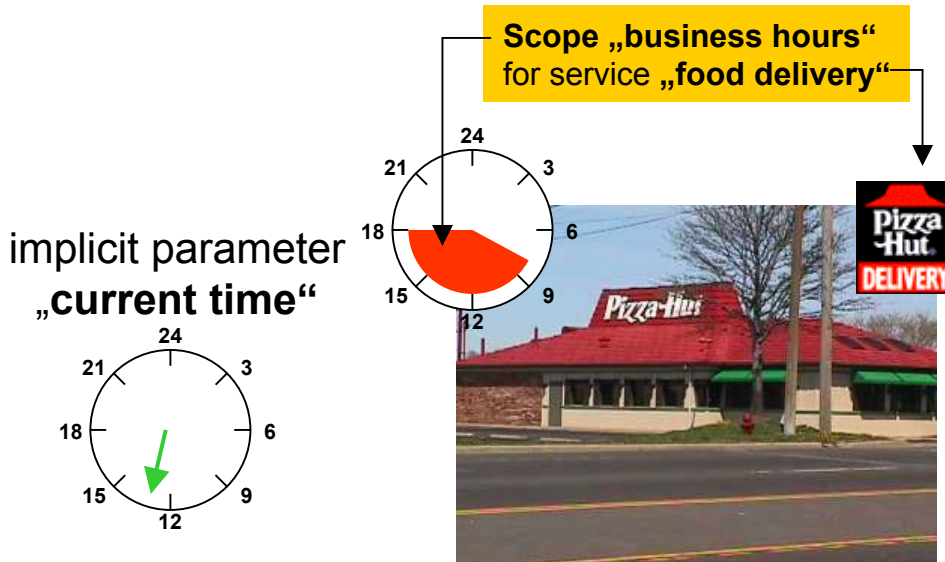 Scope „business hours“
for service „food delivery“
24
21
3
18
6
15
9
12
Pizza
Hut
DELIVERY
Pizza Hut
implicit parameter
„current time“
24
21
3
18
6
15
9
12